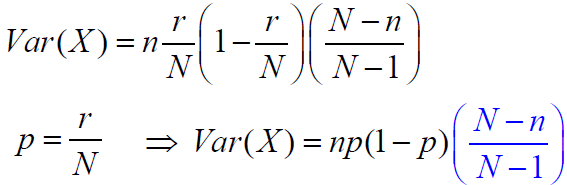 Var(X) = n r/N (1 − r/N) ((N − n)/(N − 1))
p = r/N ⇒ Var(X) = np(1 − p) ((N − n)/(N − 1))